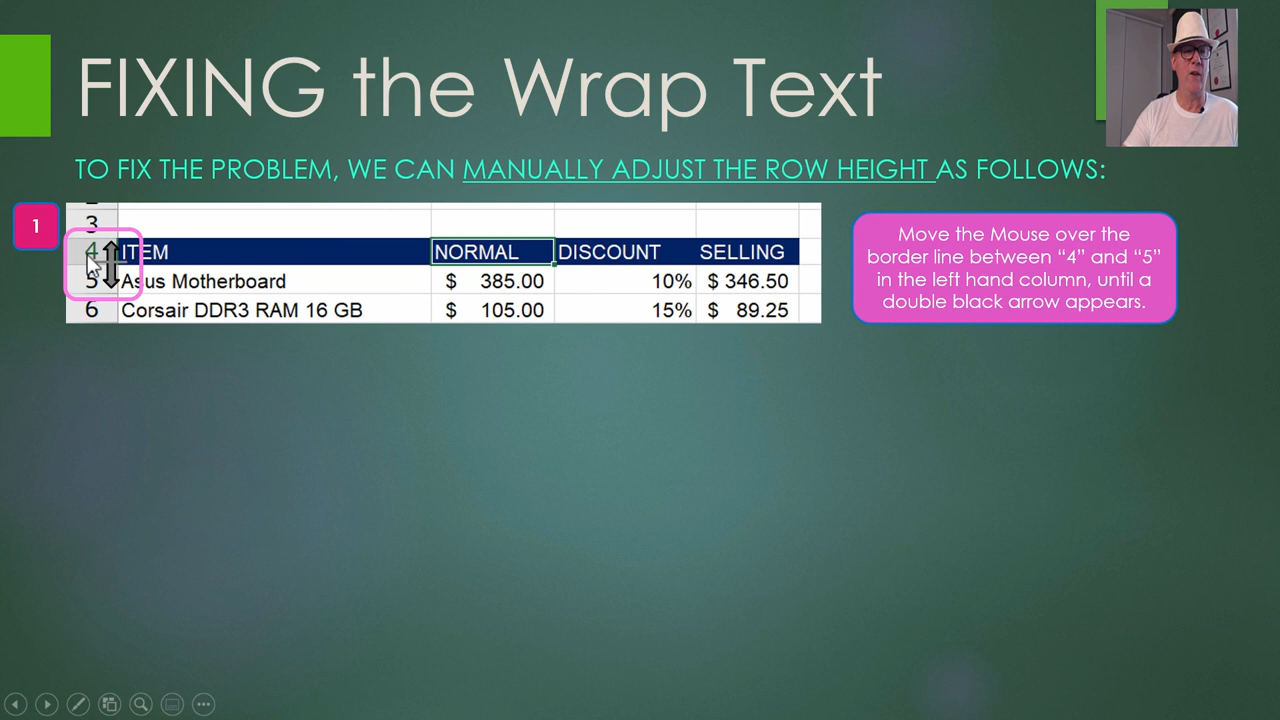 FIXING the Wrap Text
TO FIX THE PROBLEM, WE CAN MANUALLY ADJUST THE ROW HEIGHT AS FOLLOWS:
1
3
4 ITEM NORMAL DISCOUNT SELLING
5 Asus Motherboard $ 385.00 10% $ 346.50
6 Corsair DDR3 RAM 16 GB $ 105.00 15% $ 89.25
Move the Mouse over the
border line between “4” and “5”
in the left hand column, until a
double black arrow appears.